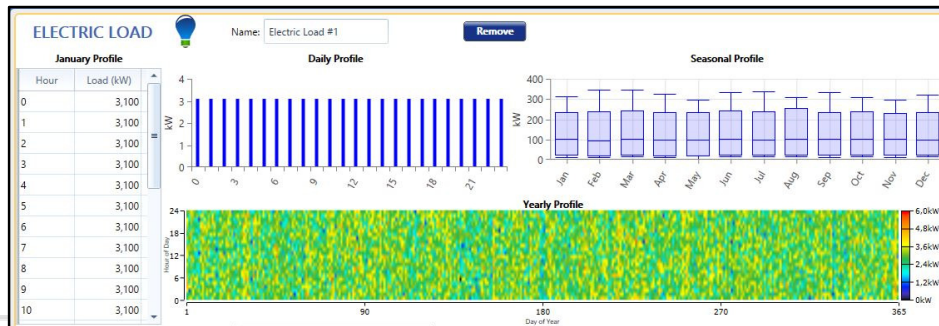 ELECTRIC LOAD
Name: Electric Load #1
Remove
January Profile
Hour Load (kW)
0 3,100
1 3,100
2 3,100
3 3,100
4 3,100
5 3,100
6 3,100
7 3,100
8 3,100
9 3,100
10 3,100
Daily Profile
kW
4
3
2
1
0
0 3 6 9 12 15 18 21
Seasonal Profile
kW
400
300
200
100
0
Jan Feb Mar Apr May Jun Jul Aug Sep Oct Nov Dec
Yearly Profile
Hour of Day
24
18
12
6
0
1 90 180 270 365
Day of Year
6,0kW
4,8kW
3,6kW
2,4kW
1,2kW
0kW